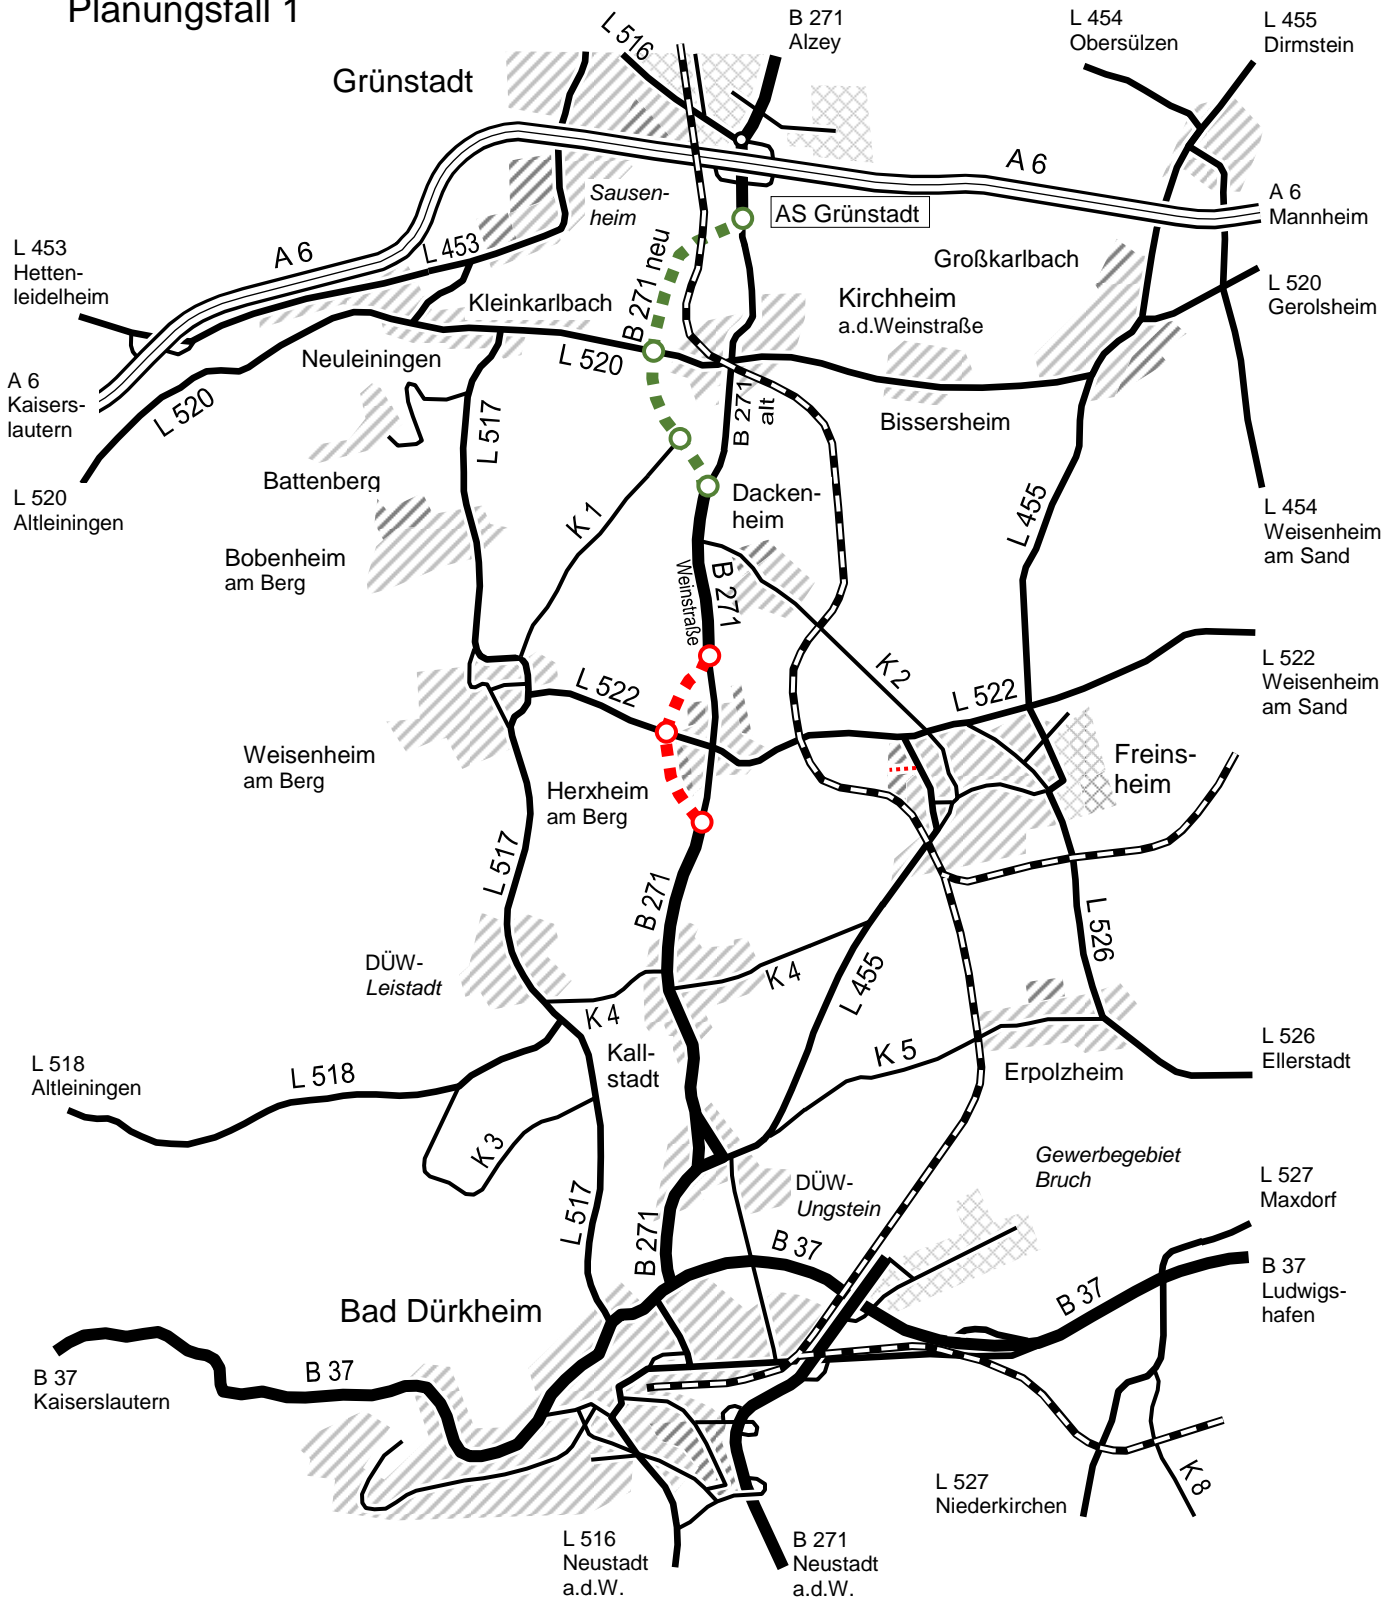 Planungsfall 1
L 516
B 271
Alzey
L 454
Obersülzen
L 455
Dirmstein
Grünstadt
A 6
Sausen-
heim
AS Grünstadt
A 6
Mannheim
L 453
Hetten-
leidelheim
A 6
L 453
B 271 neu
Großkarlbach
L 520
Gerolsheim
Kleinkarlbach
Kirchheim
a.d.Weinstraße
Neuleiningen
L 520
A 6
Kaisers-
lautern
L 520
L 517
B 271
alt
Bissersheim
Battenberg
L 520
Altleiningen
K 1
Dacken-
heim
L 455
L 454
Weisenheim
am Sand
Bobenheim
am Berg
Weinstraße
B 271
K 2
L 522
L 522
L 522
Weisenheim
am Sand
Weisenheim
am Berg
Herxheim
am Berg
Freins-
heim
L 517
B 271
L 526
DÜW-
Leistadt
K 4
L 455
K 4
Kall-
stadt
K 5
Erpolzheim
L 526
Ellerstadt
L 518
Altleiningen
L 518
K 3
Gewerbegebiet
Bruch
DÜW-
Ungstein
L 527
Maxdorf
L 517
B 271
B 37
B 37
B 37
Ludwigs-
hafen
Bad Dürkheim
B 37
Kaiserslautern
B 37
L 527
Niederkirchen
K 8
L 516
Neustadt
a.d.W.
B 271
Neustadt
a.d.W.